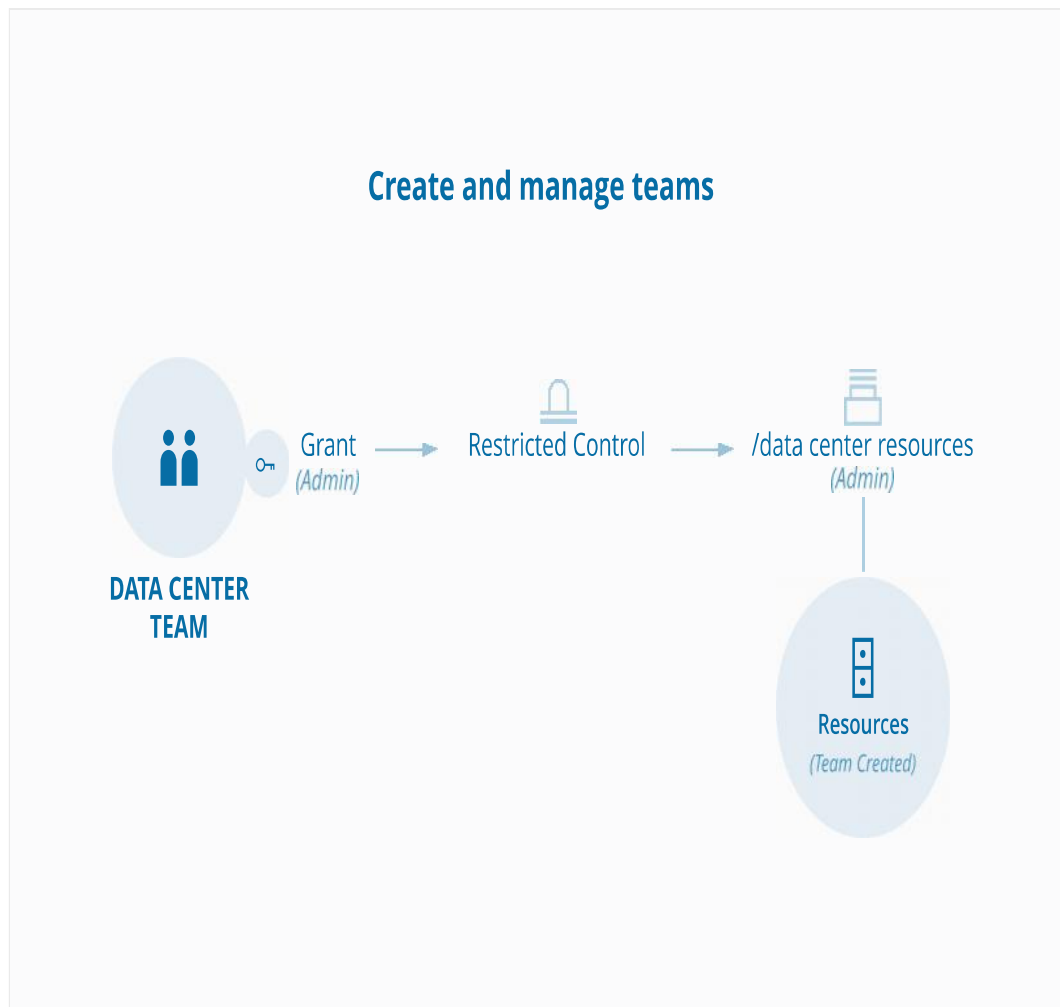 Create and manage teams
Grant
(Admin)
Restricted Control
/data center resources
(Admin)
DATA CENTER
TEAM
Resources
(Team Created)